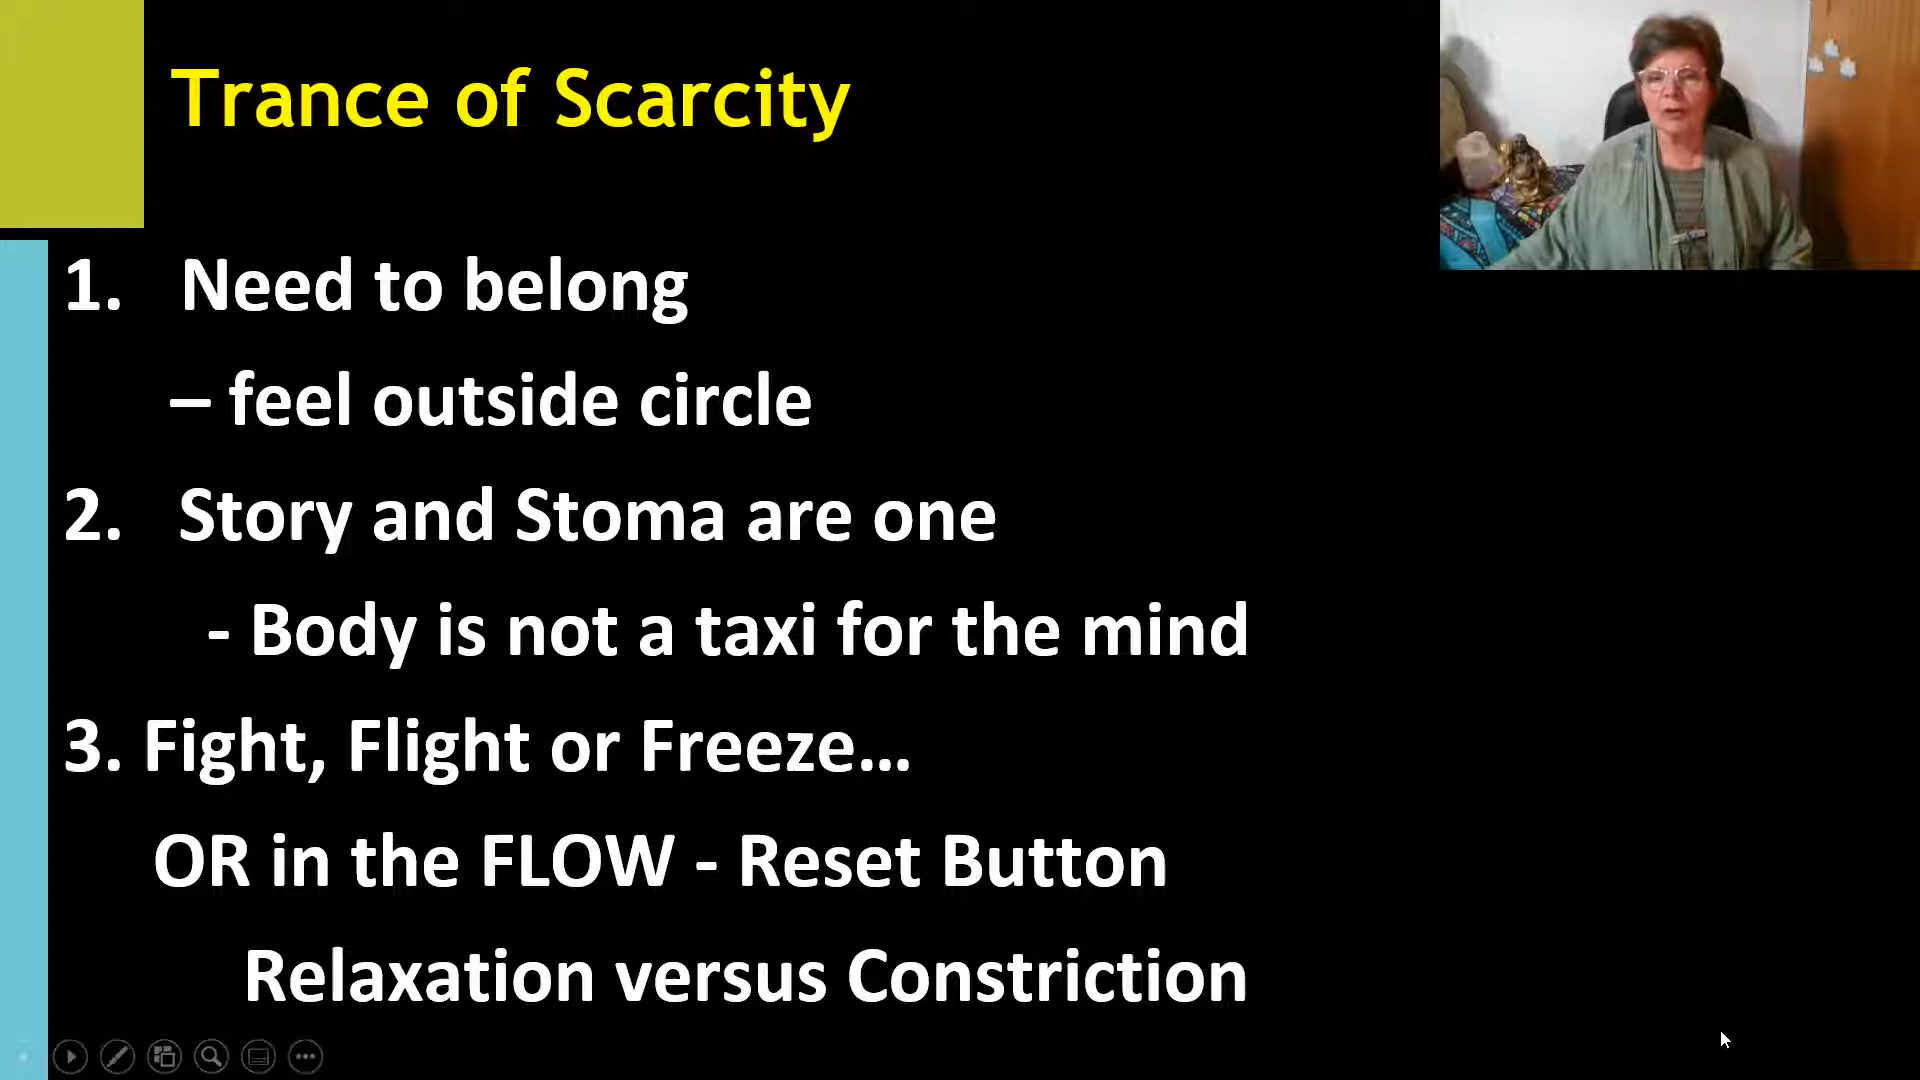 Trance of Scarcity
1. Need to belong
– feel outside circle
2. Story and Stoma are one
- Body is not a taxi for the mind
3. Fight, Flight or Freeze...
OR in the FLOW - Reset Button
Relaxation versus Constriction